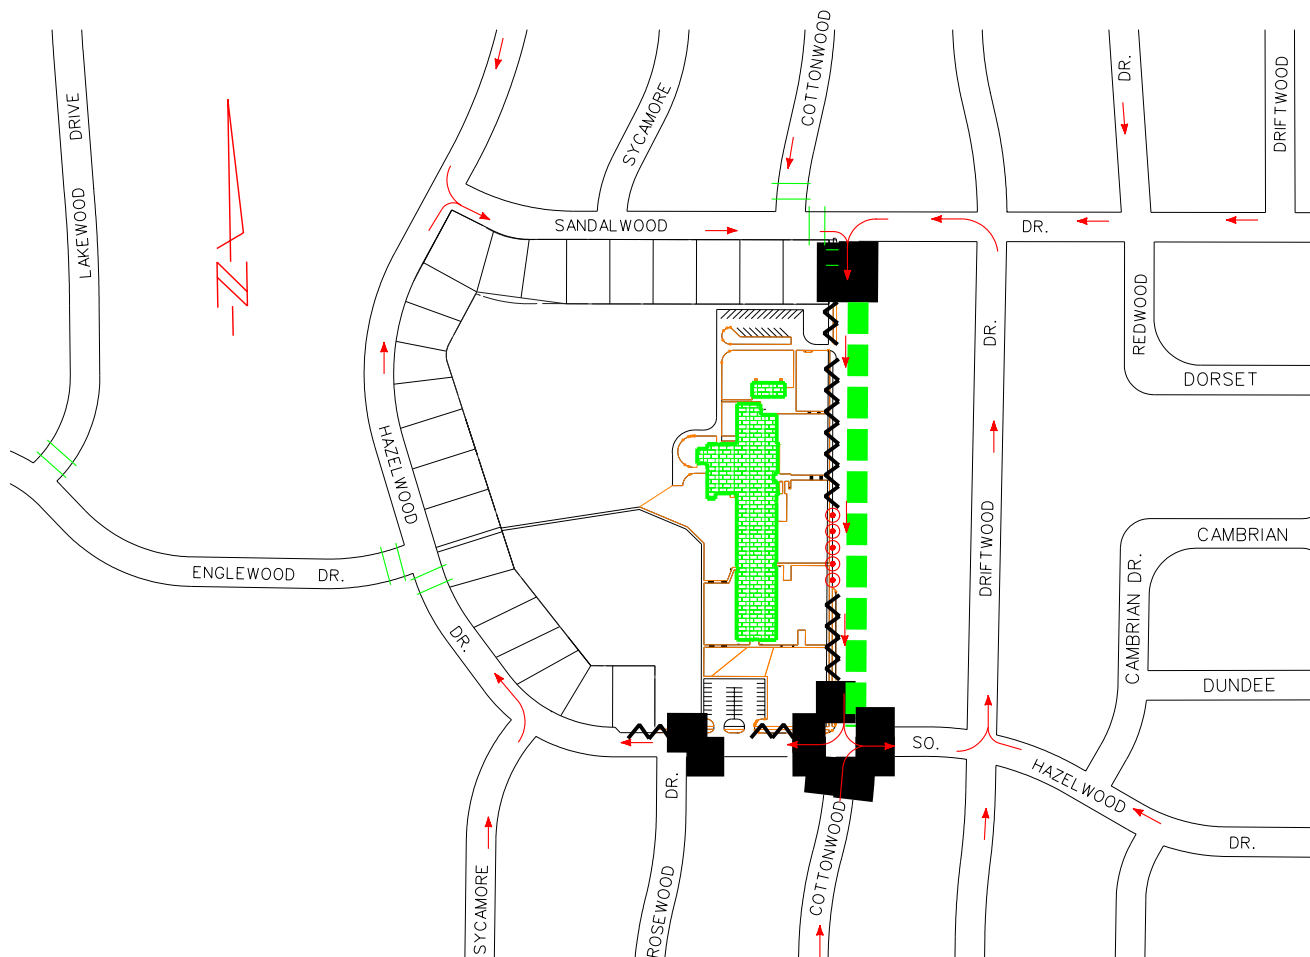 COTTONWOOD
DR.
DRIFTWOOD
LAKEWOOD DRIVE
SYCAMORE
SANDALWOOD
DR.
N
REDWOOD
DR.
DORSET
HAZELWOOD
DRIFTWOOD
CAMBRIAN
CAMBRIAN DR.
ENGLEWOOD DR.
DR.
DUNDEE
SO.
HAZELWOOD
DR.
DR.
COTTONWOOD
SYCAMORE
ROSEWOOD